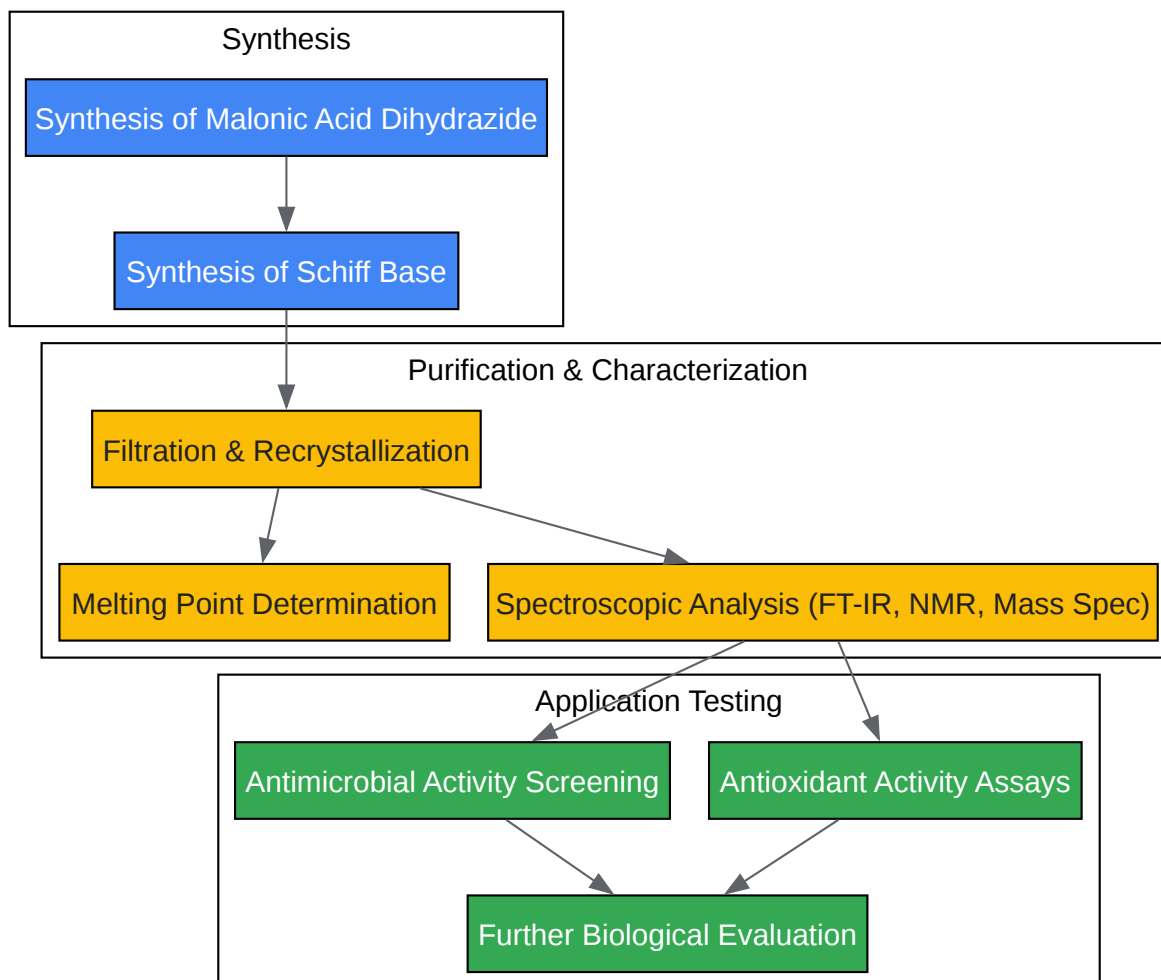 Synthesis
Synthesis of Malonic Acid Dihydrazide
Synthesis of Schiff Base
Purification & Characterization
Filtration & Recrystallization
Melting Point Determination
Spectroscopic Analysis (FT-IR, NMR, Mass Spec)
Application Testing
Antimicrobial Activity Screening
Antioxidant Activity Assays
Further Biological Evaluation